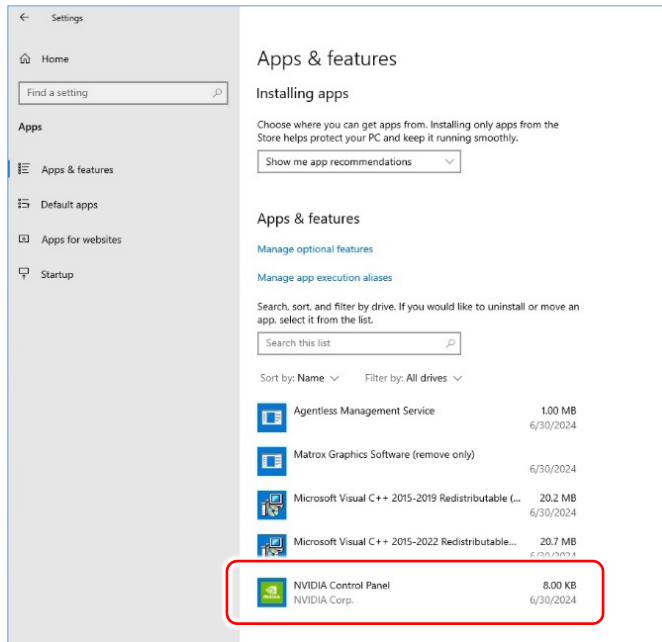 Settings
Home
Find a setting
Apps
Apps & features
Default apps
Apps for websites
Startup
Apps & features
Installing apps
Choose where you can get apps from. Installing only apps from the
Store helps protect your PC and keep it running smoothly.
Show me app recommendations
Apps & features
Manage optional features
Manage app execution aliases
Search, sort, and filter by drive. If you would like to uninstall or move an
app, select it from the list.
Search this list
Sort by: Name Filter by: All drives
Agentless Management Service 1.00 MB
6/30/2024
Matrox Graphics Software (remove only)
6/30/2024
Microsoft Visual C++ 2015-2019 Redistributable (... 20.2 MB
6/30/2024
Microsoft Visual C++ 2015-2022 Redistributable... 20.7 MB
6/30/2024
NVIDIA Control Panel 8.00 KB
NVIDIA Corp. 6/30/2024